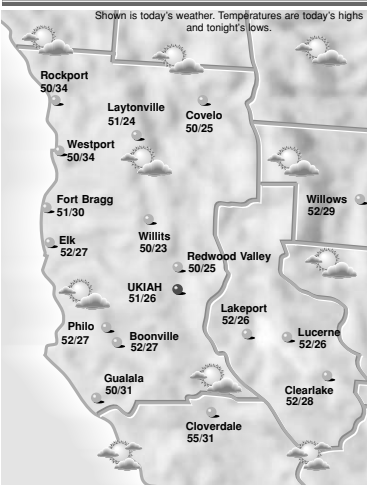 Shown is today's weather. Temperatures are today's highs
and tonight's lows.
Rockport
50/34
Laytonville
51/24
Covelo
50/25
Westport
50/34
Fort Bragg
51/30
Willows
52/29
Elk
52/27
Willits
50/23
Redwood Valley
50/25
UKIAH
51/26
Lakeport
52/26
Philo
52/27
Boonville
52/27
Lucerne
52/26
Gualala
50/31
Clearlake
52/28
Cloverdale
55/31